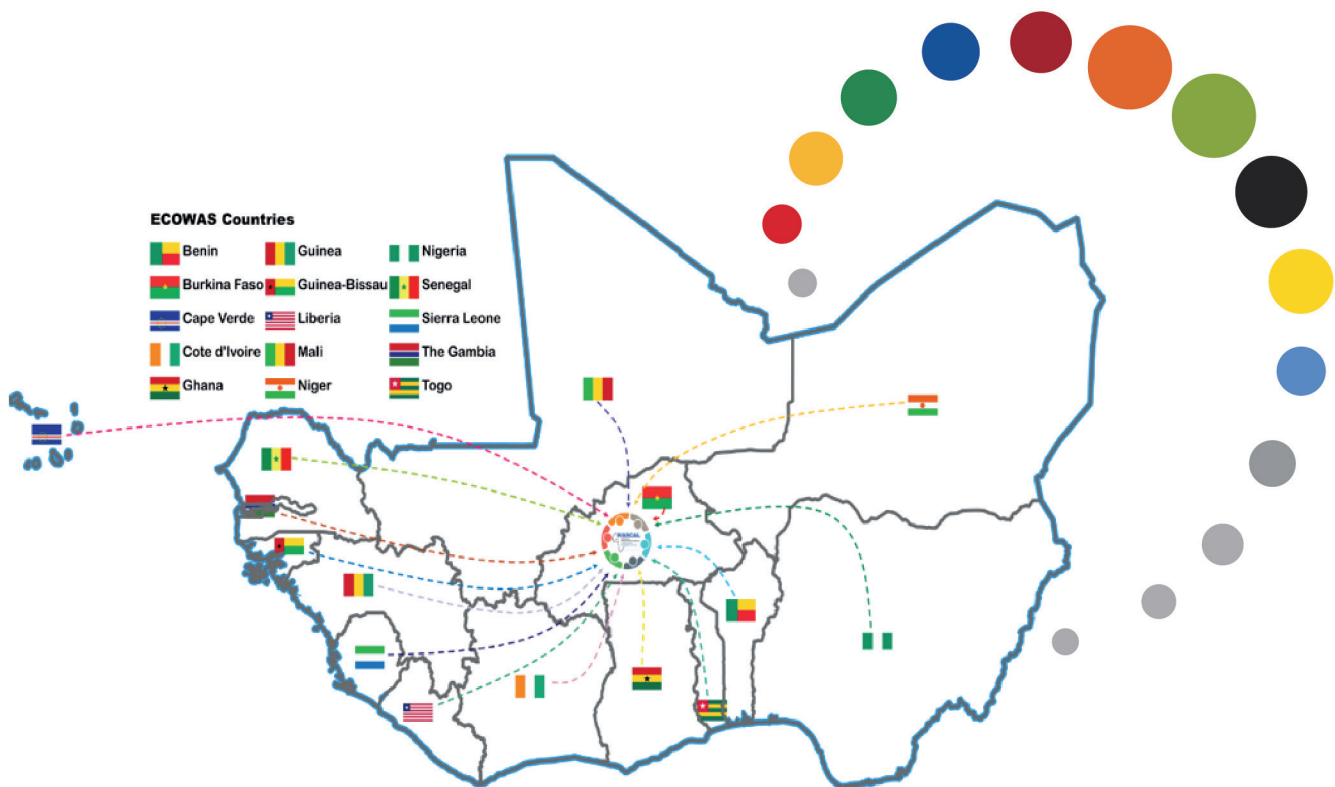 ECOWAS Countries
Benin Guinea Nigeria
Burkina Faso Guinea-Bissau Senegal
Cape Verde Liberia Sierra Leone
Cote d'Ivoire Mali The Gambia
Ghana Niger Togo
WASCAL